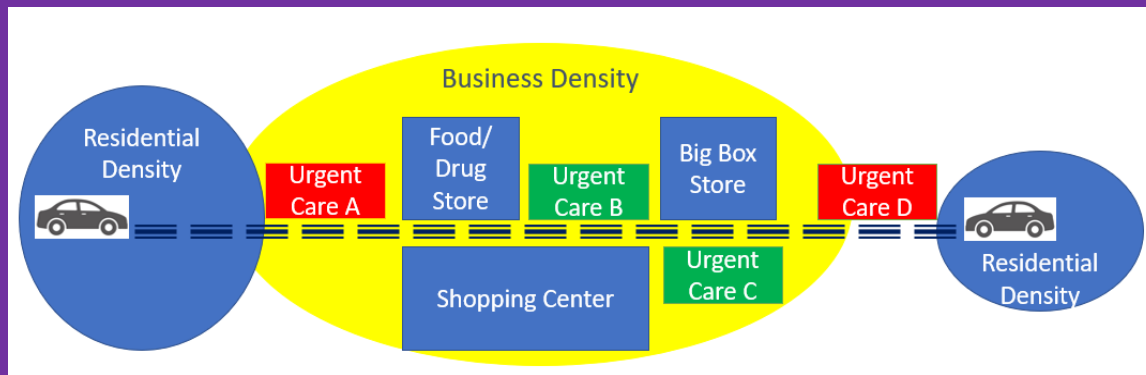 Business Density
Residential
Density
Food/
Drug
Store
Big Box
Store
Urgent
Care A
Urgent
Care B
Urgent
Care D
Shopping Center
Urgent
Care C
Residential
Density